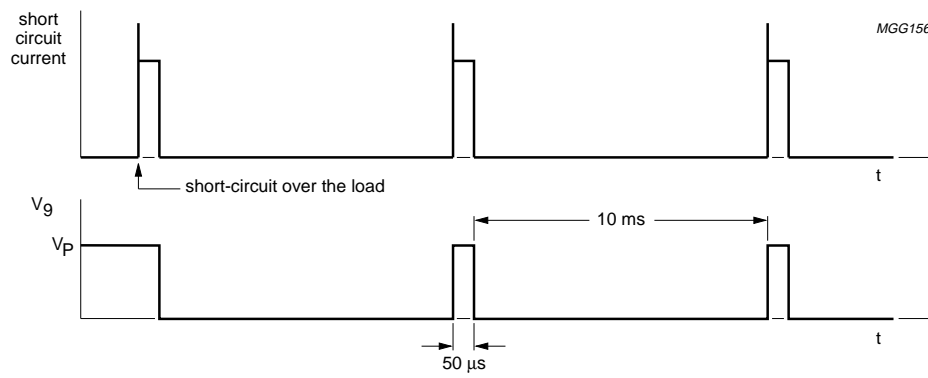 short
circuit
current
MGG156
t
short-circuit over the load
V9
VP
10 ms
t
50 μs